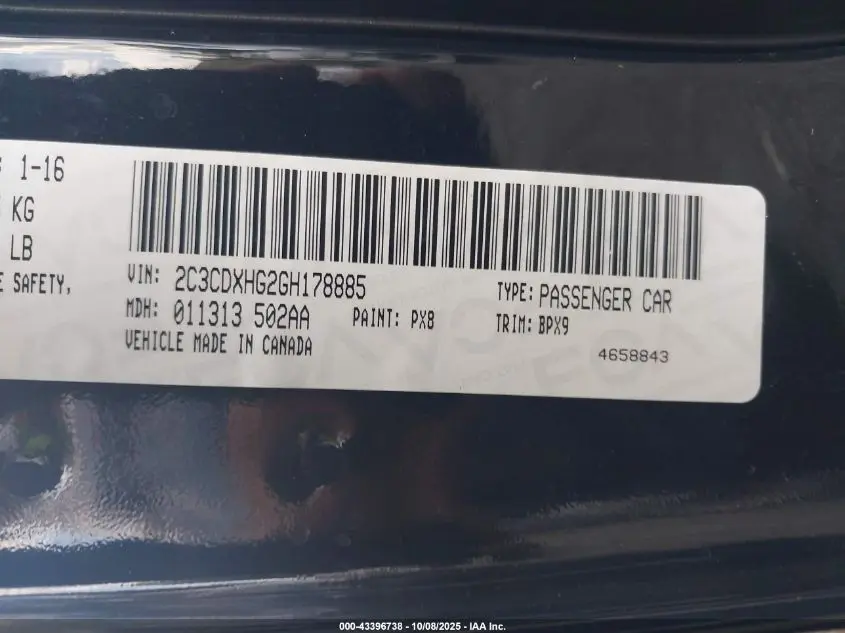 1-16
KG
LB
SAFETY,
VIN: 2C3CDXHG2GH178885
TYPE: PASSENGER CAR
MDH: 011313 502AA
PAINT: PX8
TRIM: BPX9
VEHICLE MADE IN CANADA
4658843
000-43396738 - 10/08/2025 - IAA Inc.